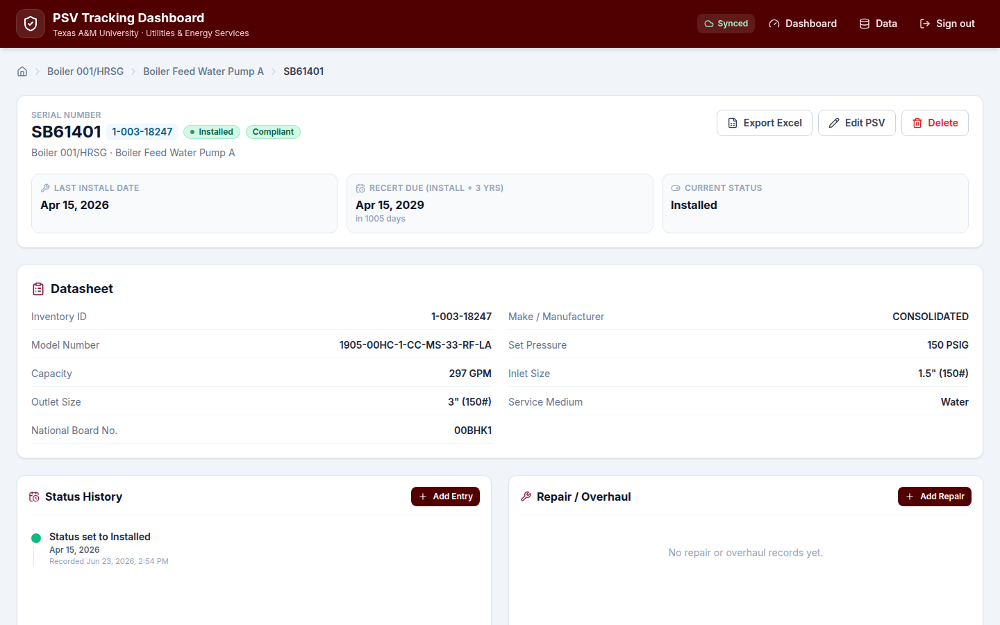 PSV Tracking Dashboard
Texas A&M University · Utilities & Energy Services
Synced
Dashboard
Data
Sign out
Boiler 001/HRSG
Boiler Feed Water Pump A
SB61401
SERIAL NUMBER
SB61401 1-003-18247 Installed Compliant
Boiler 001/HRSG · Boiler Feed Water Pump A
Export Excel
Edit PSV
Delete
LAST INSTALL DATE
Apr 15, 2026
RECERT DUE (INSTALL + 3 YRS)
Apr 15, 2029
in 1005 days
CURRENT STATUS
Installed
Datasheet
Inventory ID 1-003-18247
Make / Manufacturer CONSOLIDATED
Model Number 1905-00HC-1-CC-MS-33-RF-LA
Set Pressure 150 PSIG
Capacity 297 GPM
Inlet Size 1.5" (150#)
Outlet Size 3" (150#)
Service Medium Water
National Board No. 00BHK1
Status History
Add Entry
Status set to Installed
Apr 15, 2026
Recorded Jun 23, 2026, 2:54 PM
Repair / Overhaul
Add Repair
No repair or overhaul records yet.